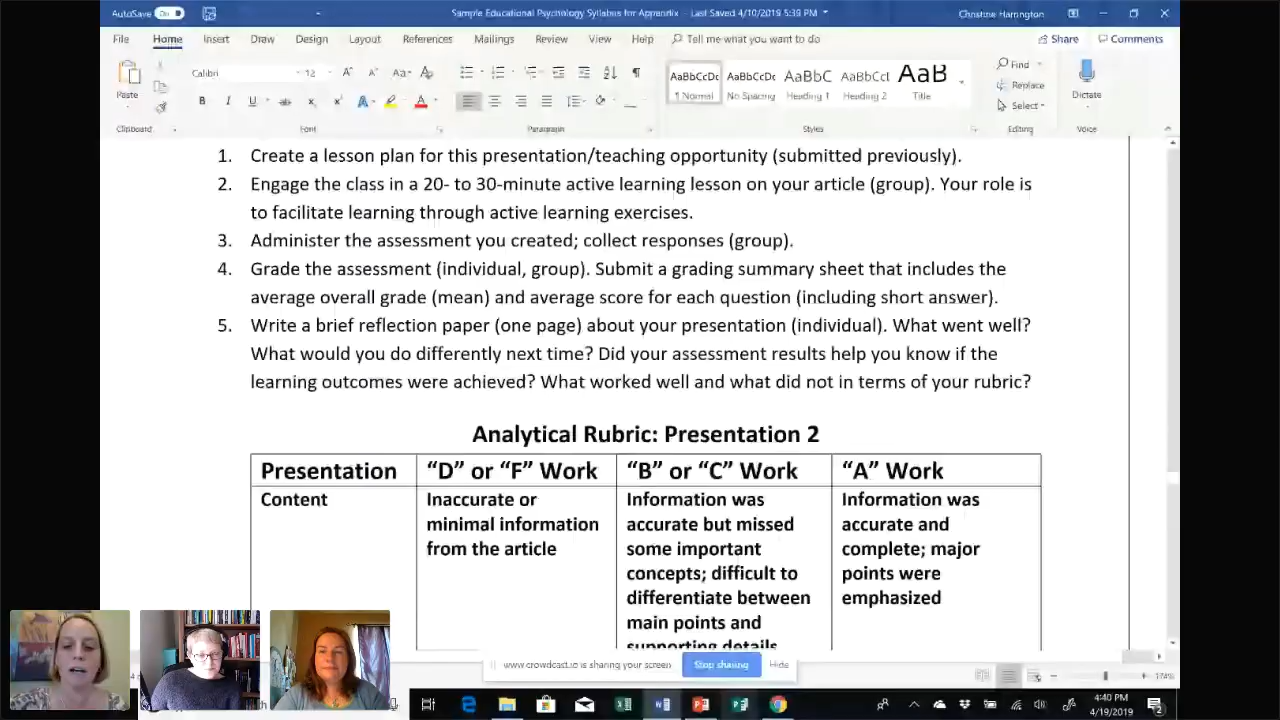 AutoSave On Sample Educational Psychology Syllabus for Appendix - Last Saved 4/10/2019 5:39 PM Christine Harrington
File Home Insert Draw Design Layout References Mailings Review View Help Tell me what you want to do Share Comments
Calibri 12 AaBbCcDc AaBbCcDc AaBbC AaBbCcI AaB Find
Paste ¶ Normal No Spacing Heading 1 Heading 2 Title Replace Dictate
Select
Clipboard Font Paragraph Styles Editing Voice
1. Create a lesson plan for this presentation/teaching opportunity (submitted previously).
2. Engage the class in a 20- to 30-minute active learning lesson on your article (group). Your role is
to facilitate learning through active learning exercises.
3. Administer the assessment you created; collect responses (group).
4. Grade the assessment (individual, group). Submit a grading summary sheet that includes the
average overall grade (mean) and average score for each question (including short answer).
5. Write a brief reflection paper (one page) about your presentation (individual). What went well?
What would you do differently next time? Did your assessment results help you know if the
learning outcomes were achieved? What worked well and what did not in terms of your rubric?
Analytical Rubric: Presentation 2
Presentation “D” or “F” Work “B” or “C” Work “A” Work
Content Inaccurate or Information was Information was
minimal information accurate but missed accurate and
from the article some important complete; major
concepts; difficult to points were
differentiate between emphasized
main points and
supporting details
www.crowdcast.io is sharing your screen Stop sharing Hide
174%
4:40 PM
4/19/2019